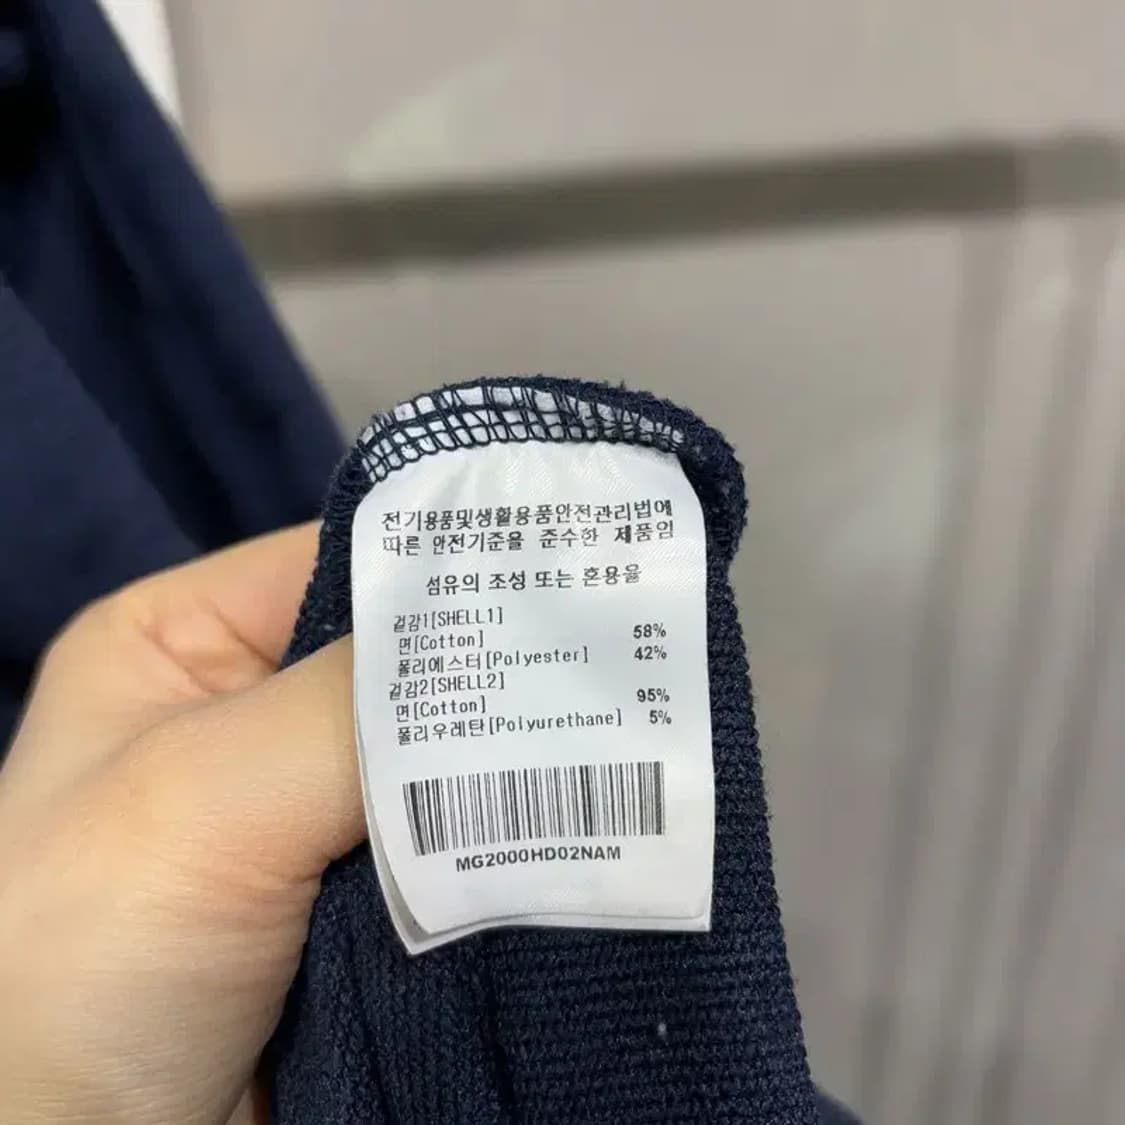 전기용품및생활용품안전관리법에
따른 안전기준을 준수한 제품임
섬유의 조성 또는 혼용율
겉감1[SHELL1]
면[Cotton] 58%
폴리에스터[Polyester] 42%
겉감2[SHELL2]
면[Cotton] 95%
폴리우레탄[Polyurethane] 5%
MG2000HD02NAM